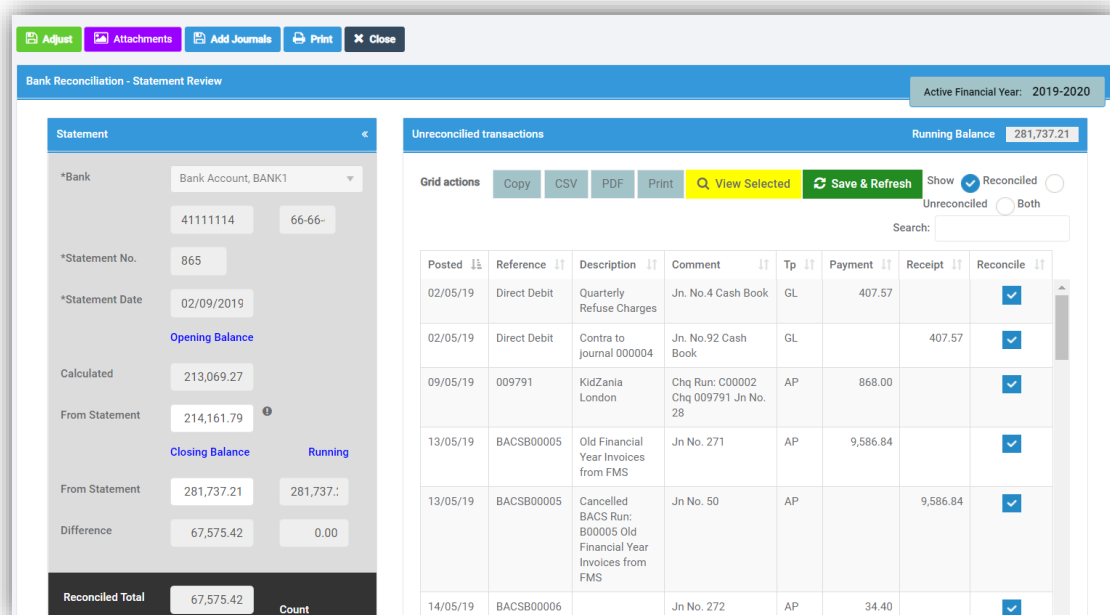 Adjust Attachments Add Journals Print Close
Bank Reconciliation - Statement Review
Active Financial Year: 2019-2020
Statement «
*Bank Bank Account, BANK1
41111114 66-66-
*Statement No. 865
*Statement Date 02/09/2019
Opening Balance
Calculated 213,069.27
From Statement 214,161.79
Closing Balance Running
From Statement 281,737.21 281,737.
Difference 67,575.42 0.00
Reconciled Total 67,575.42
Count
Unreconcilied transactions Running Balance 281,737.21
Grid actions Copy CSV PDF Print View Selected Save & Refresh Show Reconciled
Unreconciled Both
Search:
Posted Reference Description Comment Tp Payment Receipt Reconcile
02/05/19 Direct Debit Quarterly Jn. No.4 Cash Book GL 407.57
Refuse Charges
02/05/19 Direct Debit Contra to Jn. No.92 Cash GL 407.57
journal 000004 Book
09/05/19 009791 KidZania Chq Run: C00002 AP 868.00
London Chq 009791 Jn No.
28
13/05/19 BACSB00005 Old Financial Jn No. 271 AP 9,586.84
Year Invoices
from FMS
13/05/19 BACSB00005 Cancelled Jn No. 50 AP 9,586.84
BACS Run:
B00005 Old
Financial Year
Invoices from
FMS
14/05/19 BACSB00006 Jn No. 272 AP 34.40